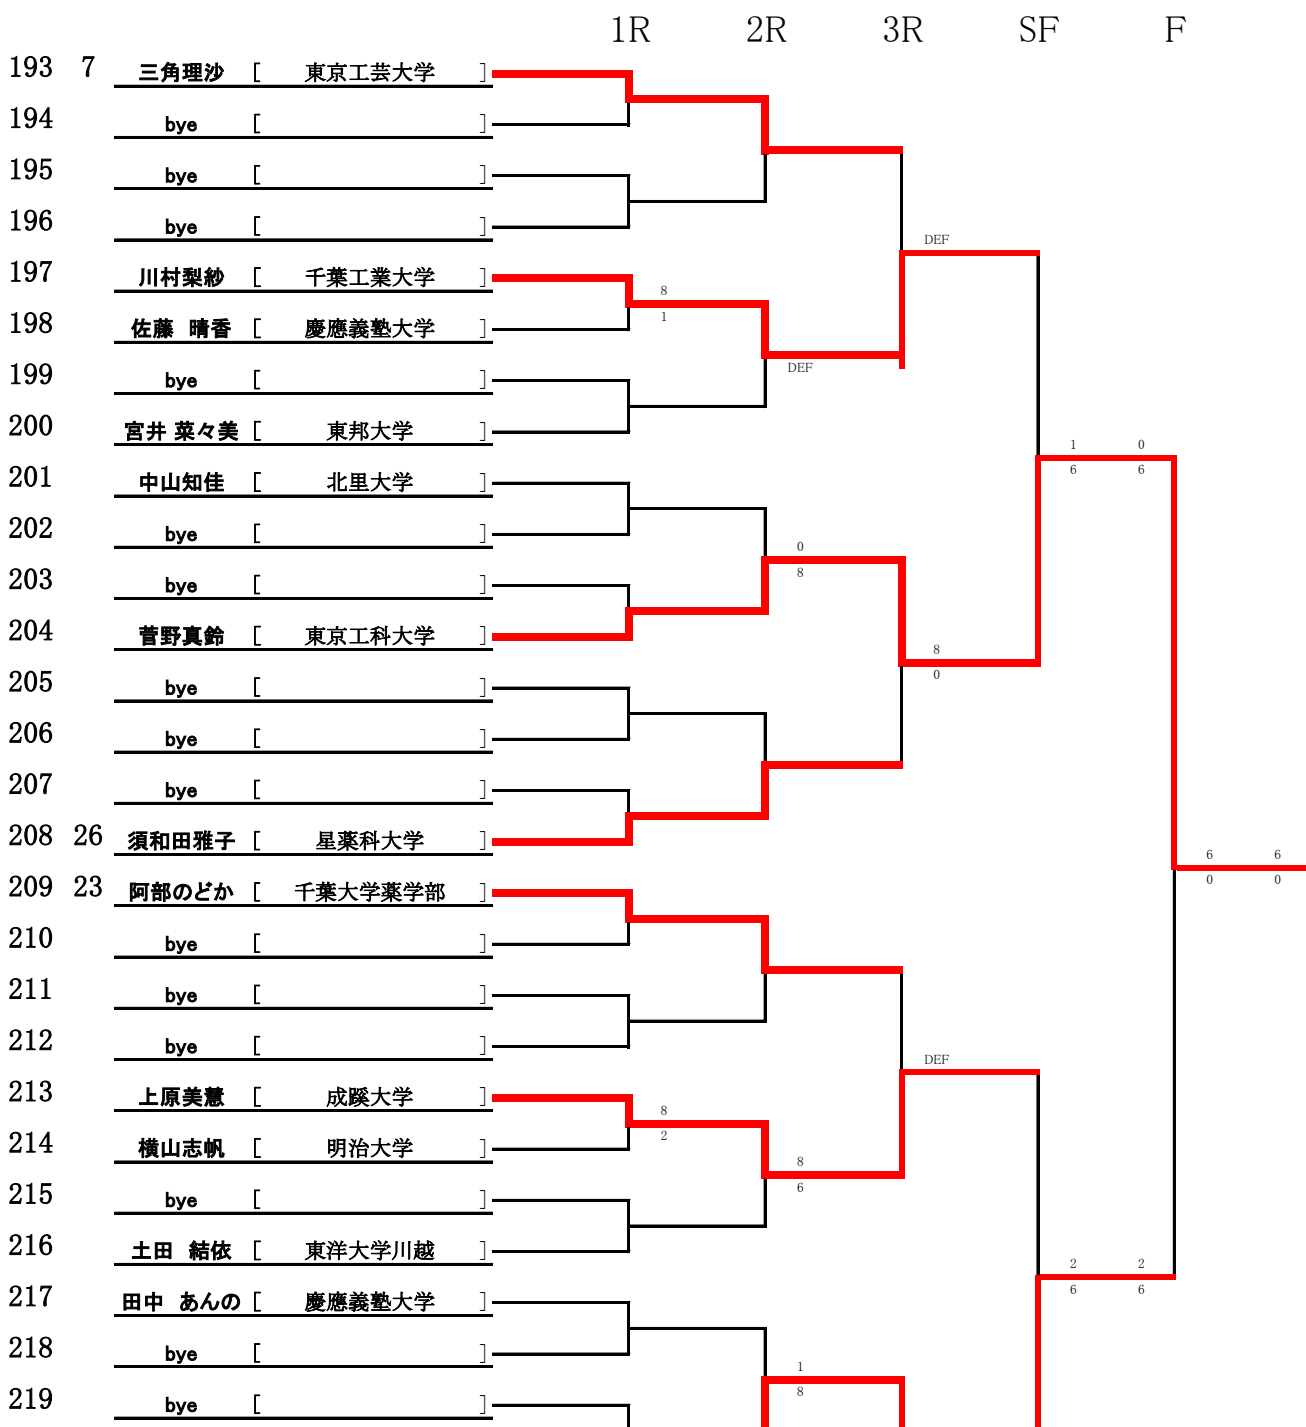 1R 2R 3R SF F
193 7 三角理沙 [ 東京工芸大学 ]
194 bye [ ]
195 bye [ ]
196 bye [ ]
DEF
197 川村梨紗 [ 千葉工業大学 ]
8
1
198 佐藤 晴香 [ 慶應義塾大学 ]
DEF
199 bye [ ]
200 宮井 菜々美 [ 東邦大学 ]
1 0
6 6
201 中山知佳 [ 北里大学 ]
202 bye [ ]
0
8
203 bye [ ]
204 菅野真鈴 [ 東京工科大学 ]
8
0
205 bye [ ]
206 bye [ ]
207 bye [ ]
208 26 須和田雅子 [ 星薬科大学 ]
6 6
0 0
209 23 阿部のどか [ 千葉大学薬学部 ]
210 bye [ ]
211 bye [ ]
212 bye [ ]
DEF
213 上原美慧 [ 成蹊大学 ]
8
2
214 横山志帆 [ 明治大学 ]
8
6
215 bye [ ]
216 土田 結依 [ 東洋大学川越 ]
2 2
6 6
217 田中 あんの [ 慶應義塾大学 ]
218 bye [ ]
1
8
219 bye [ ]